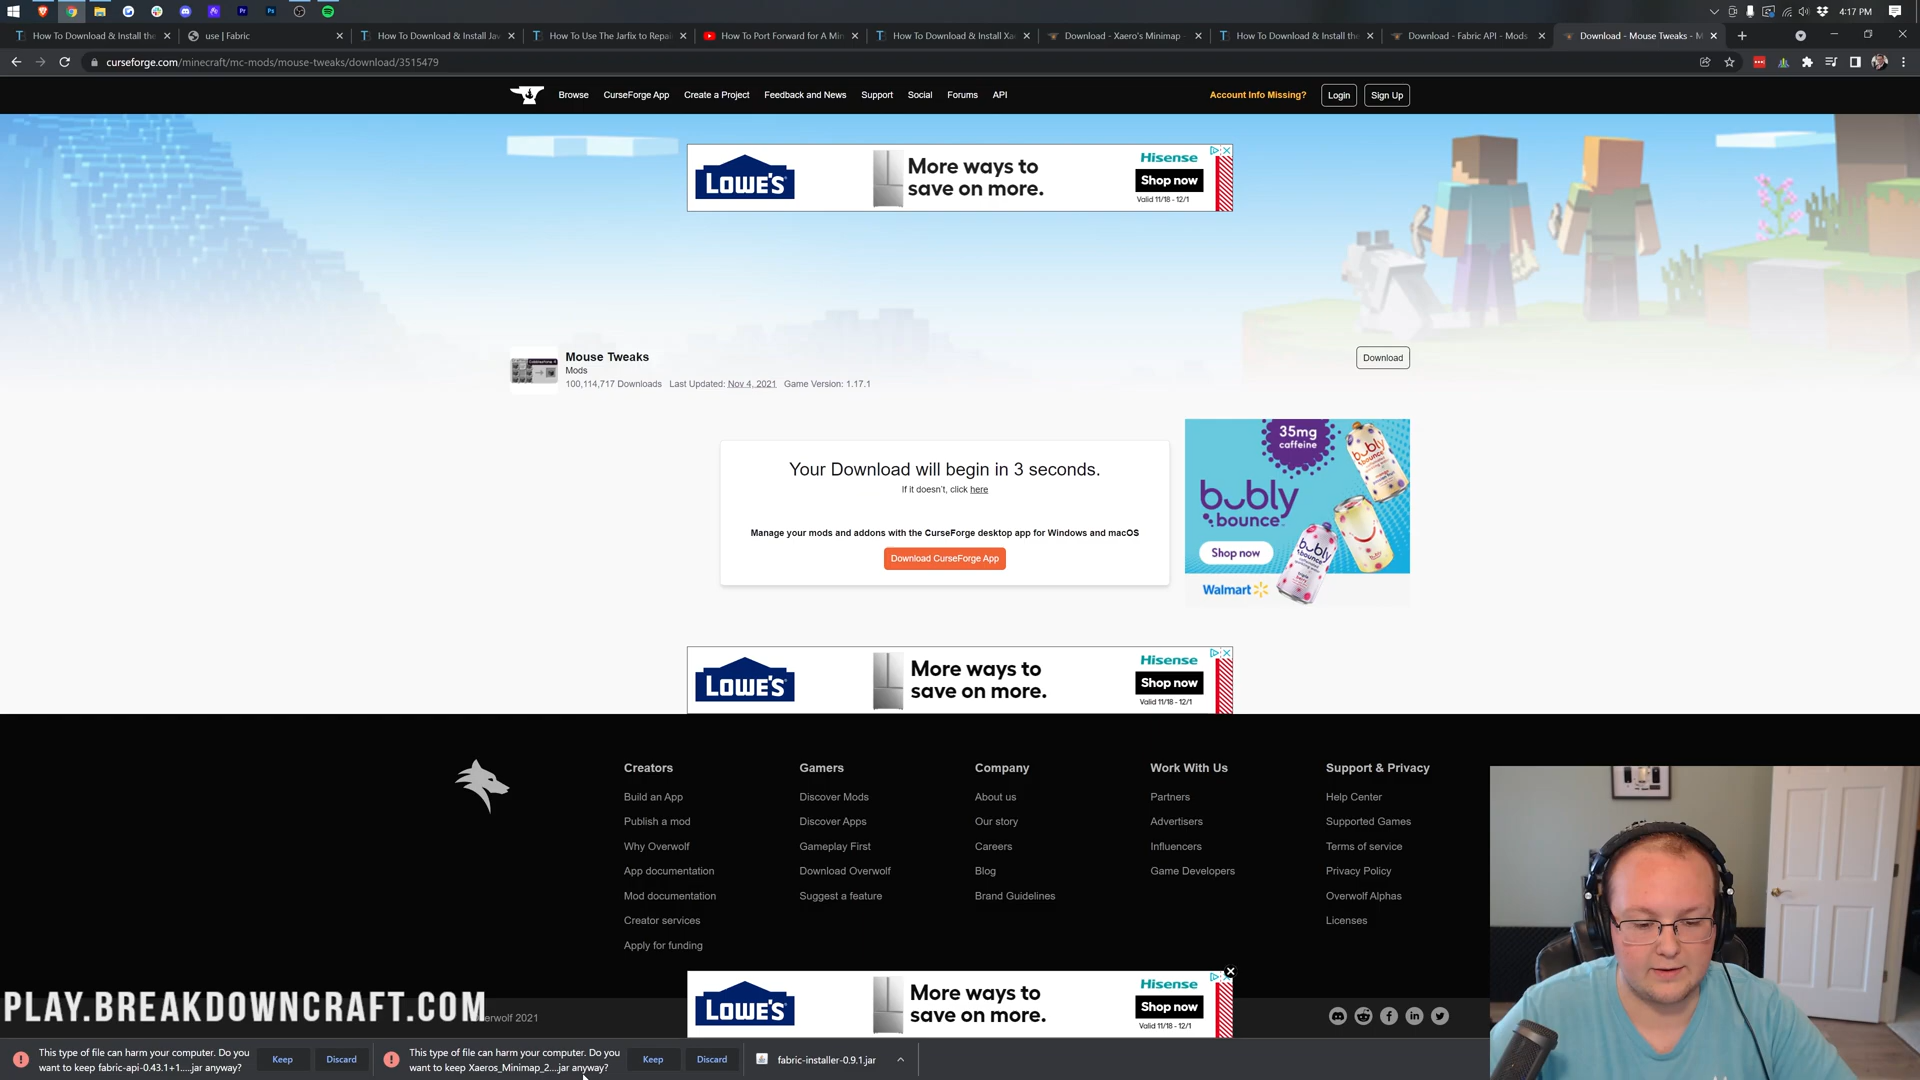 4:17 PM
How To Download & Install the
use | Fabric
How To Download & Install Jav
How To Use The Jarfix to Repai
How To Port Forward for A Min
How To Download & Install Xa
Download - Xaero's Minimap
How To Download & Install the
Download - Fabric API - Mods
Download - Mouse Tweaks - M
curseforge.com/minecraft/mc-mods/mouse-tweaks/download/3515479
Browse CurseForge App Create a Project Feedback and News Support Social Forums API Account Info Missing? Login Sign Up
LOWE'S
More ways to
save on more.
Hisense
Shop now
Valid 11/18 - 12/1
Mouse Tweaks
Mods
100,114,717 Downloads Last Updated: Nov 4, 2021 Game Version: 1.17.1
Download
Your Download will begin in 3 seconds.
If it doesn't, click here
Manage your mods and addons with the CurseForge desktop app for Windows and macOS
Download CurseForge App
35mg
caffeine
bubly
bounce
Shop now
Walmart
LOWE'S
More ways to
save on more.
Hisense
Shop now
Valid 11/18 - 12/1
Creators
Build an App
Publish a mod
Why Overwolf
App documentation
Mod documentation
Creator services
Apply for funding
Gamers
Discover Mods
Discover Apps
Gameplay First
Download Overwolf
Suggest a feature
Company
About us
Our story
Careers
Blog
Brand Guidelines
Work With Us
Partners
Advertisers
Influencers
Game Developers
Support & Privacy
Help Center
Supported Games
Terms of service
Privacy Policy
Overwolf Alphas
Licenses
LOWE'S
More ways to
save on more.
Hisense
Shop now
Valid 11/18 - 12/1
PLAY.BREAKDOWNCRAFT.COM
erwolf 2021
This type of file can harm your computer. Do you
want to keep fabric-api-0.43.1+1....jar anyway?
Keep Discard
This type of file can harm your computer. Do you
want to keep Xaeros_Minimap_2....jar anyway?
Keep Discard
fabric-installer-0.9.1.jar